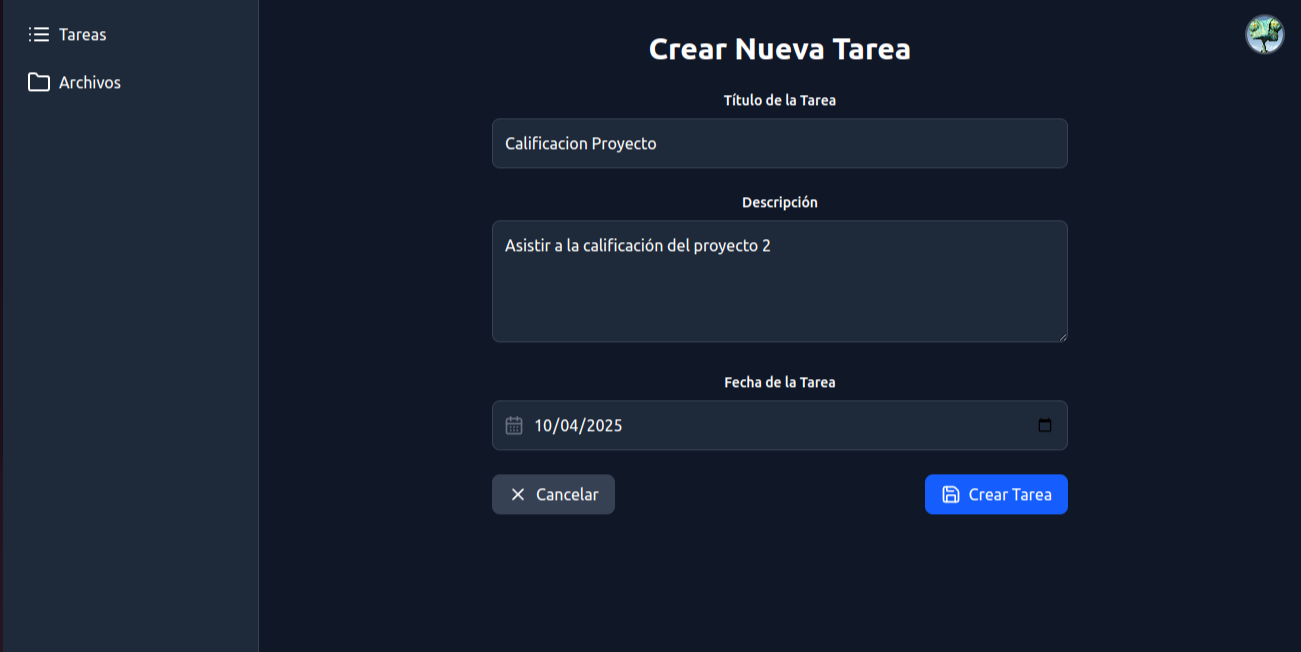 Tareas
Archivos
Crear Nueva Tarea
Título de la Tarea
Calificacion Proyecto
Descripción
Asistir a la calificación del proyecto 2
Fecha de la Tarea
10/04/2025
Cancelar
Crear Tarea